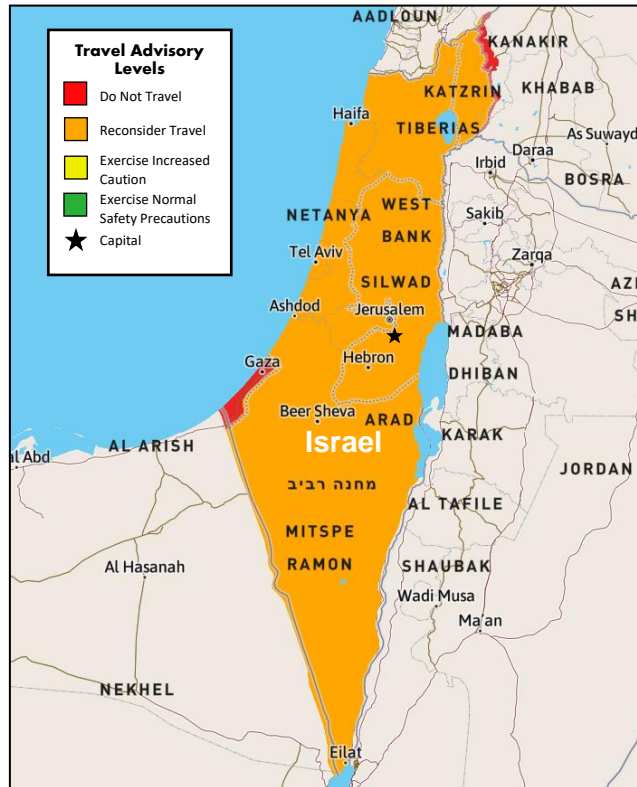 Travel Advisory
Levels
Do Not Travel
Reconsider Travel
Exercise Increased
Caution
Exercise Normal
Safety Precautions
Capital
AADLOUN
KANAKIR
KATZRIN
KHABAB
Haifa
TIBERIAS
As Suwayd
Daraa
Irbid
BOSRA
WEST
BANK
NETANYA
Sakib
Tel Aviv
Zarqa
SILWAD
AZ
Ashdod
Jerusalem
SH
MADABA
Gaza
Hebron
DHIBAN
Beer Sheva
ARAD
Israel
AL ARISH
KARAK
al Abd
JORDAN
מחנה רביב
AL TAFILE
MITSPE
RAMON
Al Hasanah
SHAUBAK
Wadi Musa
Ma'an
NEKHEL
Eilat